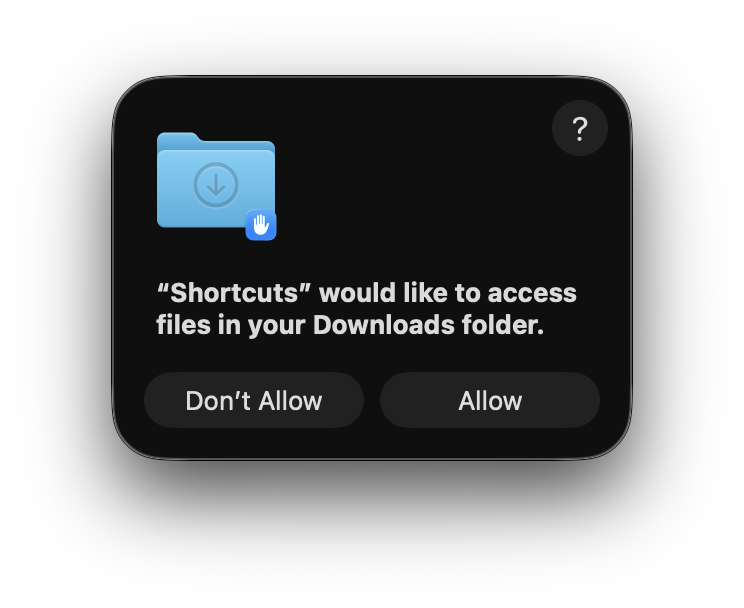 ?
“Shortcuts” would like to access
files in your Downloads folder.
Don’t Allow
Allow